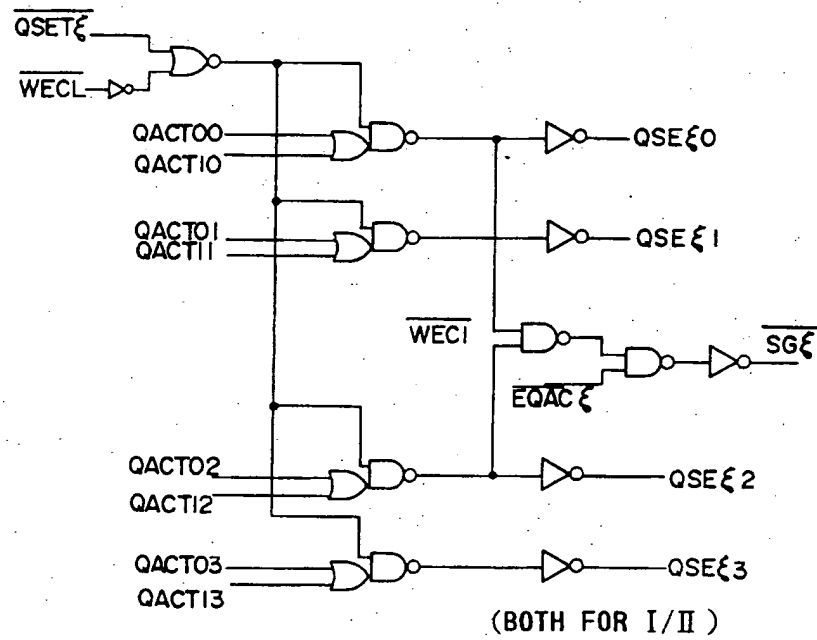 QSETξ
WECL
QACT00
QACT10
QSEξ0
QACT01
QACT11
QSEξ1
WEC1
SGξ
EQACξ
QACT02
QACT12
QSEξ2
QACT03
QACT13
QSEξ3
(BOTH FOR I/II)